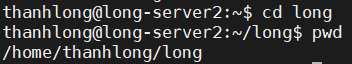 thanhlong@long-server2:~$ cd long
thanhlong@long-server2:~/long$ pwd
/home/thanhlong/long